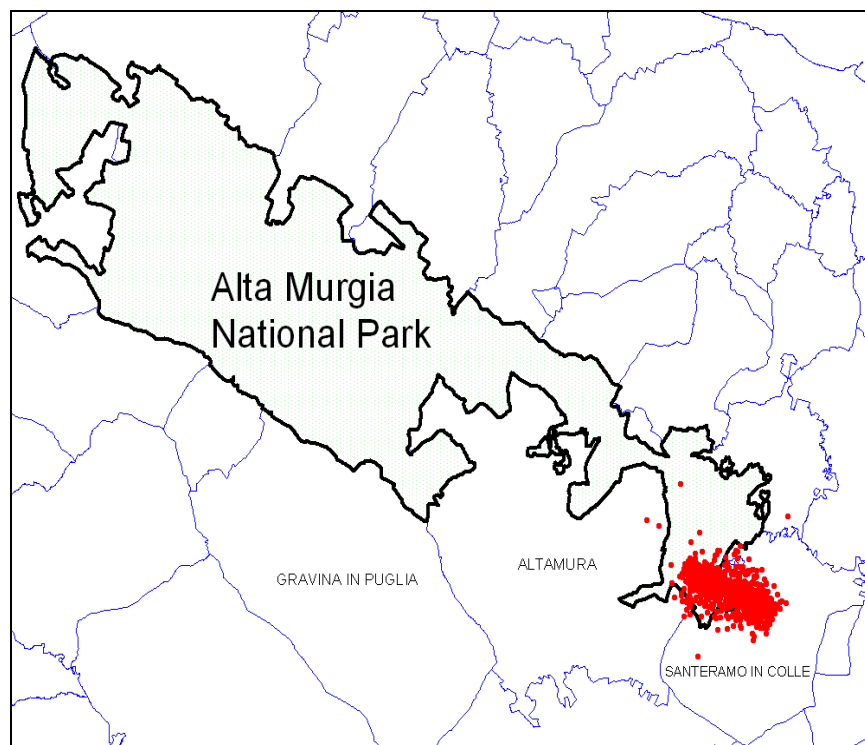 Alta Murgia
National Park
ALTAMURA
GRAVINA IN PUGLIA
SANTERAMO IN COLLE